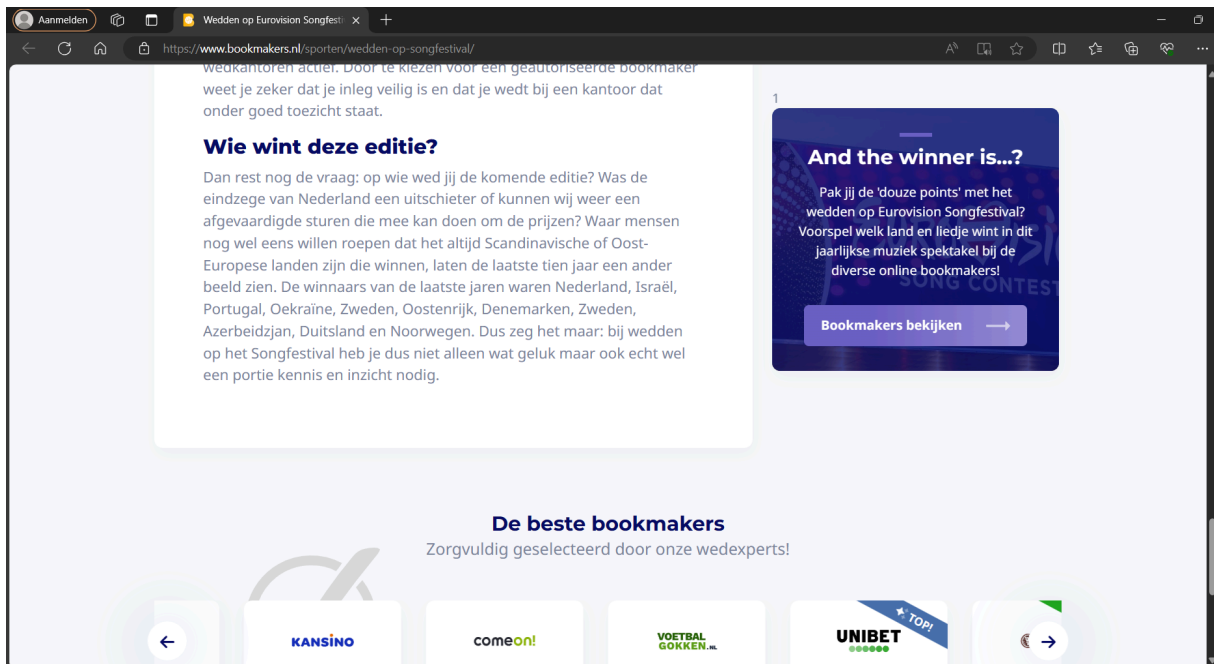 Anmelden
Wedden op Eurovision Songfesti
https://www.bookmakers.nl/sporten/wedden-op-songfestival/
wedkantoren actief. Door te kiezen voor een geautoriseerde bookmaker
weet je zeker dat je inleg veilig is en dat je wedt bij een kantoor dat
onder goed toezicht staat.
Wie wint deze editie?
Dan rest nog de vraag: op wie wed jij de komende editie? Was de
eindzege van Nederland een uitschieter of kunnen wij weer een
afgevaardigde sturen die mee kan doen om de prijzen? Waar mensen
nog wel eens willen roepen dat het altijd Scandinavische of Oost-
Europese landen zijn die winnen, laten de laatste tien jaar een ander
beeld zien. De winnaars van de laatste jaren waren Nederland, Israël,
Portugal, Oekraïne, Zweden, Oostenrijk, Denemarken, Zweden,
Azerbeidzjan, Duitsland en Noorwegen. Dus zeg het maar: bij wedden
op het Songfestival heb je dus niet alleen wat geluk maar ook echt wel
een portie kennis en inzicht nodig.
1
And the winner is...?
Pak jij de 'douze points' met het
wedden op Eurovision Songfestival?
Voorspel welk land en liedje wint in dit
jaarlijkse muziek spektakel bij de
diverse online bookmakers!
SONG CONTEST
Bookmakers bekijken
De beste bookmakers
Zorgvuldig geselecteerd door onze wedexperts!
KANSINO
comeon!
VOETBAL
GOKKEN.NL
UNIBET
TOP!